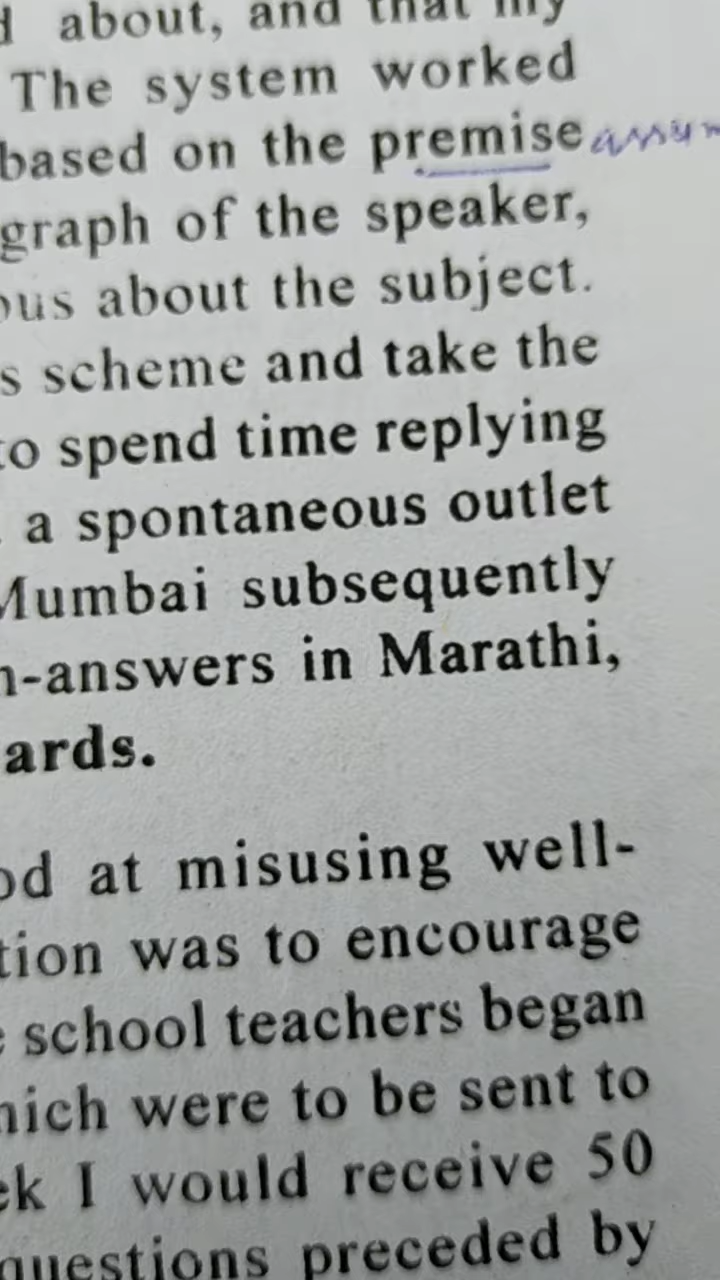 about, and that my
The system worked
based on the premise
graph of the speaker,
about the subject.
scheme and take the
to spend time replying
a spontaneous outlet
Mumbai subsequently
-answers in Marathi,
ards.
at misusing well-
tion was to encourage
school teachers began
hich were to be sent to
ek I would receive 50
questions preceded by